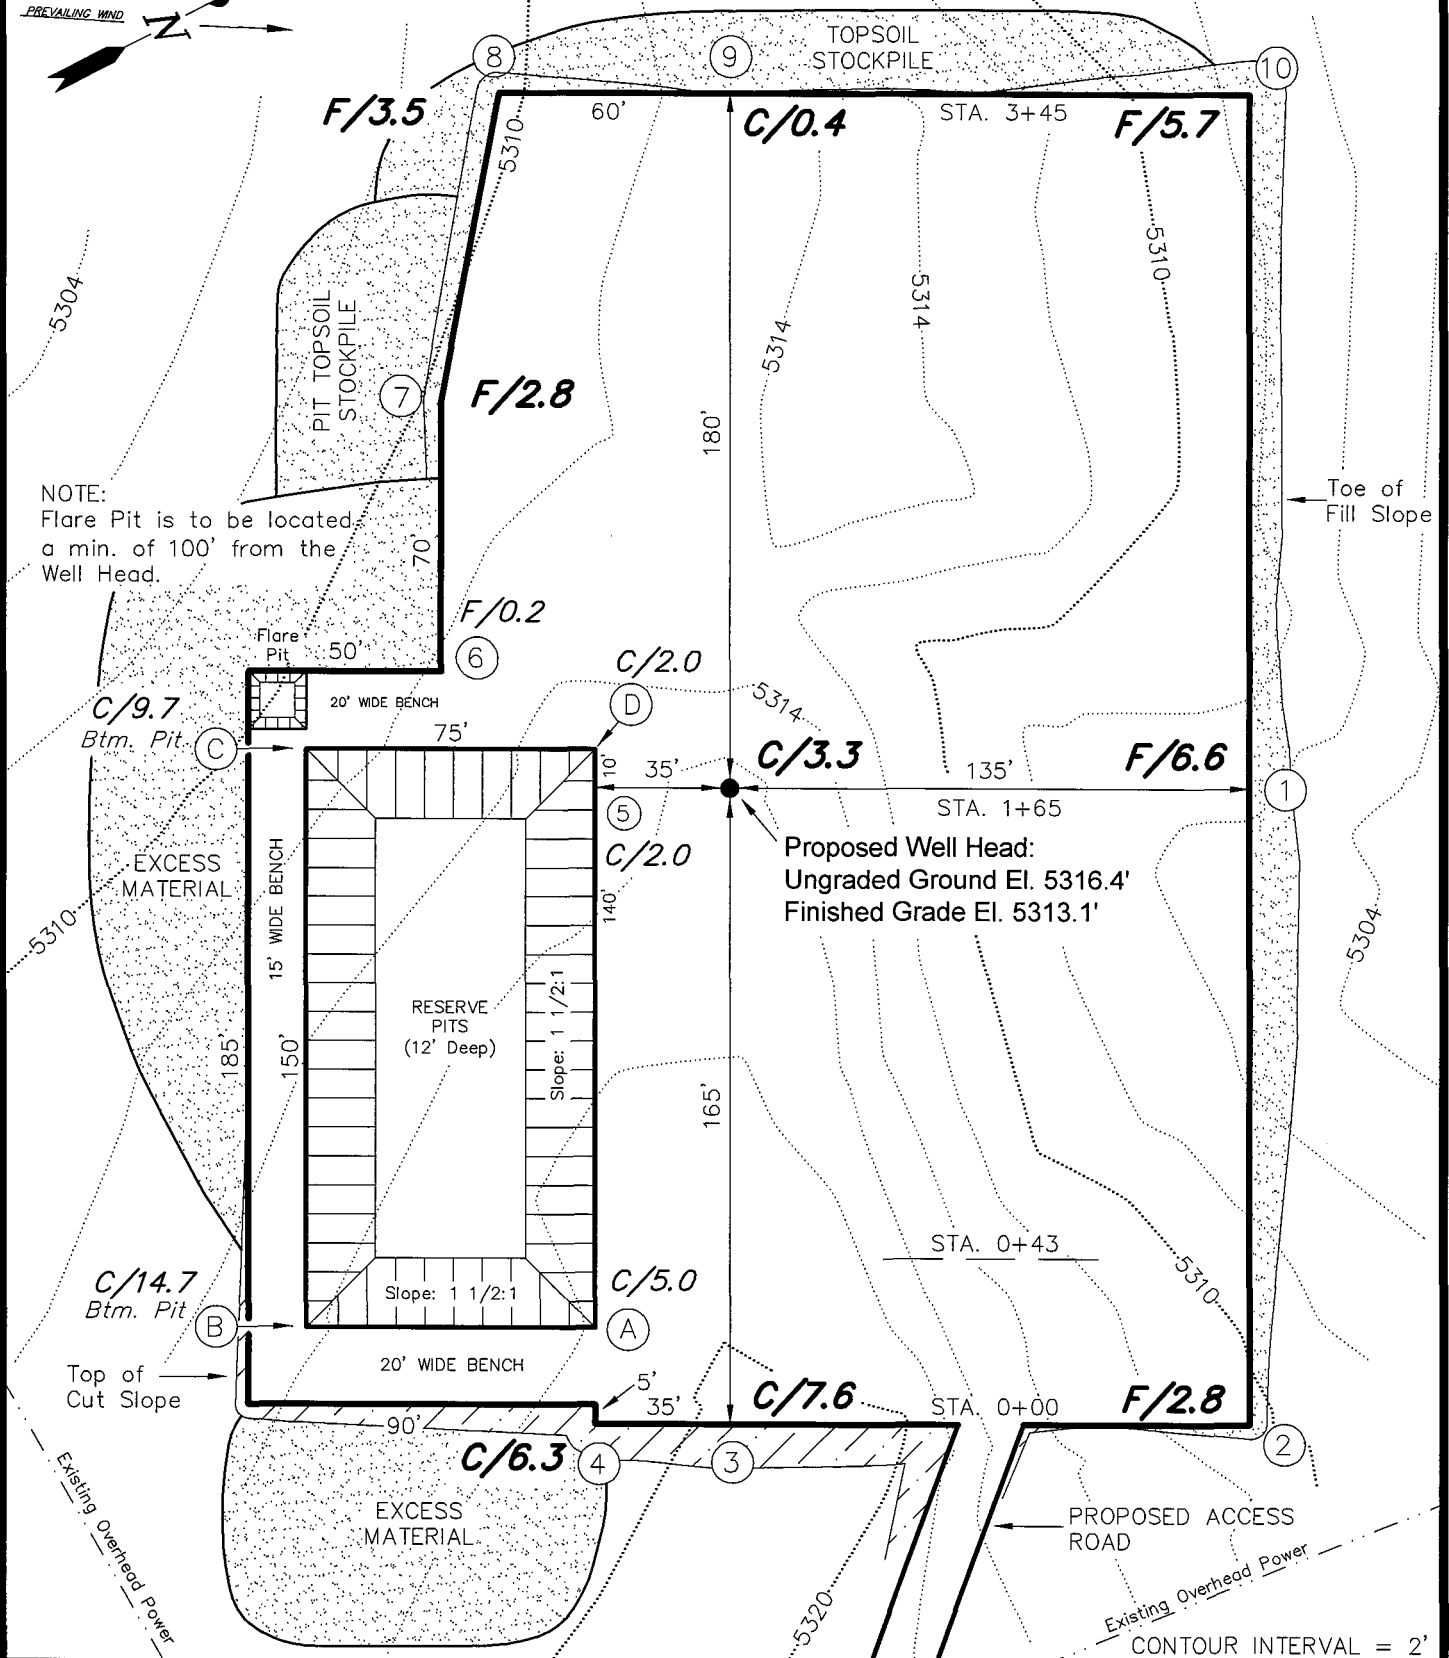 PREVAILING WIND
N
8
9
TOPSOIL
STOCKPILE
10
F/3.5
60'
C/0.4
STA. 3+45
F/5.7
5310
5310
5304
5314
5314
PIT TOPSOIL
STOCKPILE
7
F/2.8
180'
NOTE:
Flare Pit is to be located
a min. of 100' from the
Well Head.
Toe of
Fill Slope
70'
F/0.2
Flare
Pit
50'
6
C/2.0
C/9.7
Btm. Pit
C
20' WIDE BENCH
D
5314
75'
10'
35'
C/3.3
135'
F/6.6
STA. 1+65
1
5
C/2.0
Proposed Well Head:
Ungraded Ground El. 5316.4'
Finished Grade El. 5313.1'
EXCESS
MATERIAL
15' WIDE BENCH
140'
5310
5304
RESERVE
PITS
(12' Deep)
Slope: 1 1/2:1
185'
150'
165'
STA. 0+43
5310
C/14.7
Btm. Pit
B
Slope: 1 1/2:1
C/5.0
A
Top of
Cut Slope
20' WIDE BENCH
5'
35'
C/7.6
STA. 0+00
F/2.8
90'
C/6.3
4
3
2
EXCESS
MATERIAL
PROPOSED ACCESS
ROAD
Existing Overhead Power
5320
Existing Overhead Power
CONTOUR INTERVAL = 2'